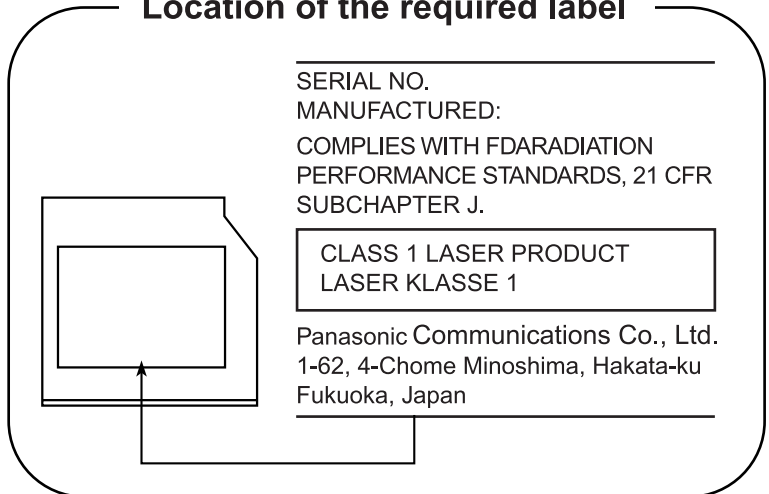 Location of the required label
SERIAL NO.
MANUFACTURED:
COMPLIES WITH FDARADIATION
PERFORMANCE STANDARDS, 21 CFR
SUBCHAPTER J.
CLASS 1 LASER PRODUCT
LASER KLASSE 1
Panasonic Communications Co., Ltd.
1-62, 4-Chome Minoshima, Hakata-ku
Fukuoka, Japan